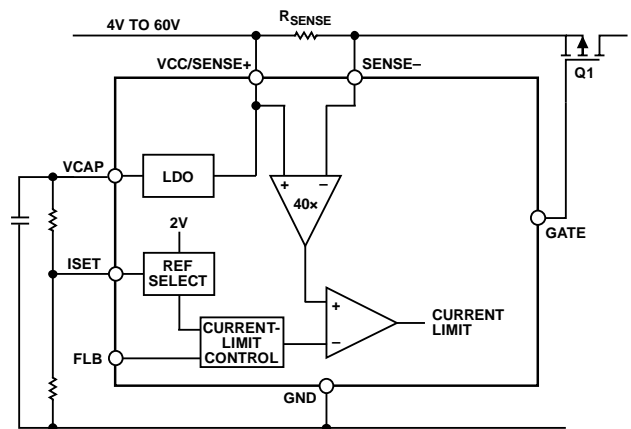 4V TO 60V
RSENSE
VCC/SENSE+
SENSE–
Q1
VCAP
LDO
+ –
40×
GATE
2V
ISET
REF
SELECT
+
CURRENT
LIMIT
CURRENT-
LIMIT
CONTROL
–
FLB
GND